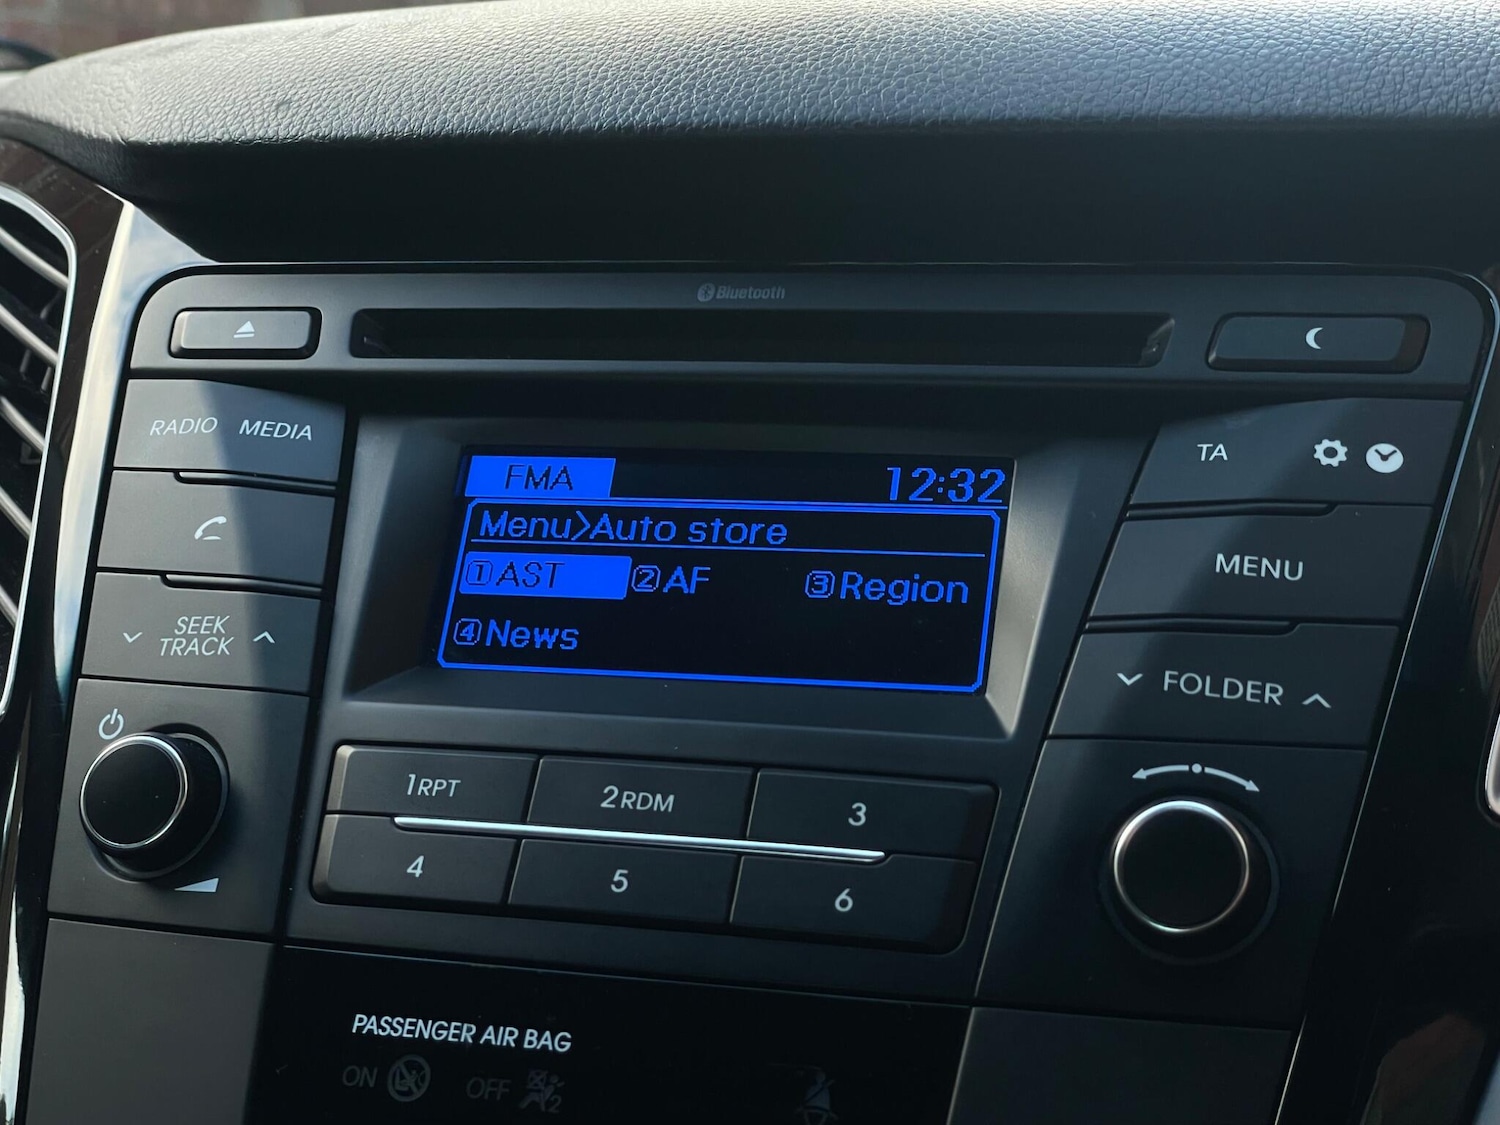 Bluetooth
RADIO MEDIA
TA
FMA 12:32
Menu>Auto store
①AST ②AF ③Region
④News
MENU
SEEK
TRACK
FOLDER
1RPT 2RDM 3
4 5 6
PASSENGER AIR BAG
ON OFF 2